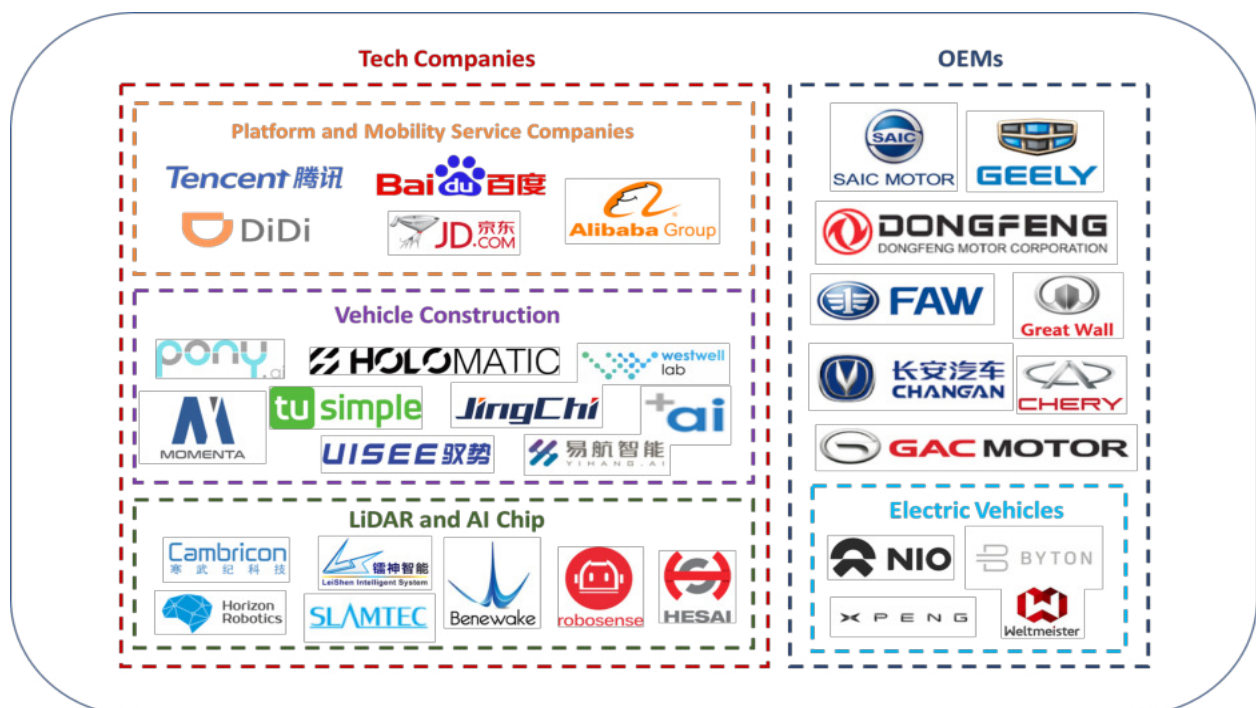 Tech Companies
Platform and Mobility Service Companies
Tencent 腾讯
Bai du 百度
Alibaba Group
DiDi
JD.京东
.COM
Vehicle Construction
pony.ai
HOLOMATIC
westwell
lab
MOMENTA
tu simple
JingChi
+ai
UISEE 驭势
易航智能
YIHANG.AI
LiDAR and AI Chip
Cambricon
寒武纪科技
镭神智能
LeiShen Intelligent System
Benewake
robosense
HESAI
Horizon
Robotics
SLAMTEC
OEMs
SAIC
SAIC MOTOR
GEELY
DONGFENG
DONGFENG MOTOR CORPORATION
FAW
Great Wall
长安汽车
CHANGAN
CHERY
GAC MOTOR
Electric Vehicles
NIO
BYTON
XPENG
Weltmeister